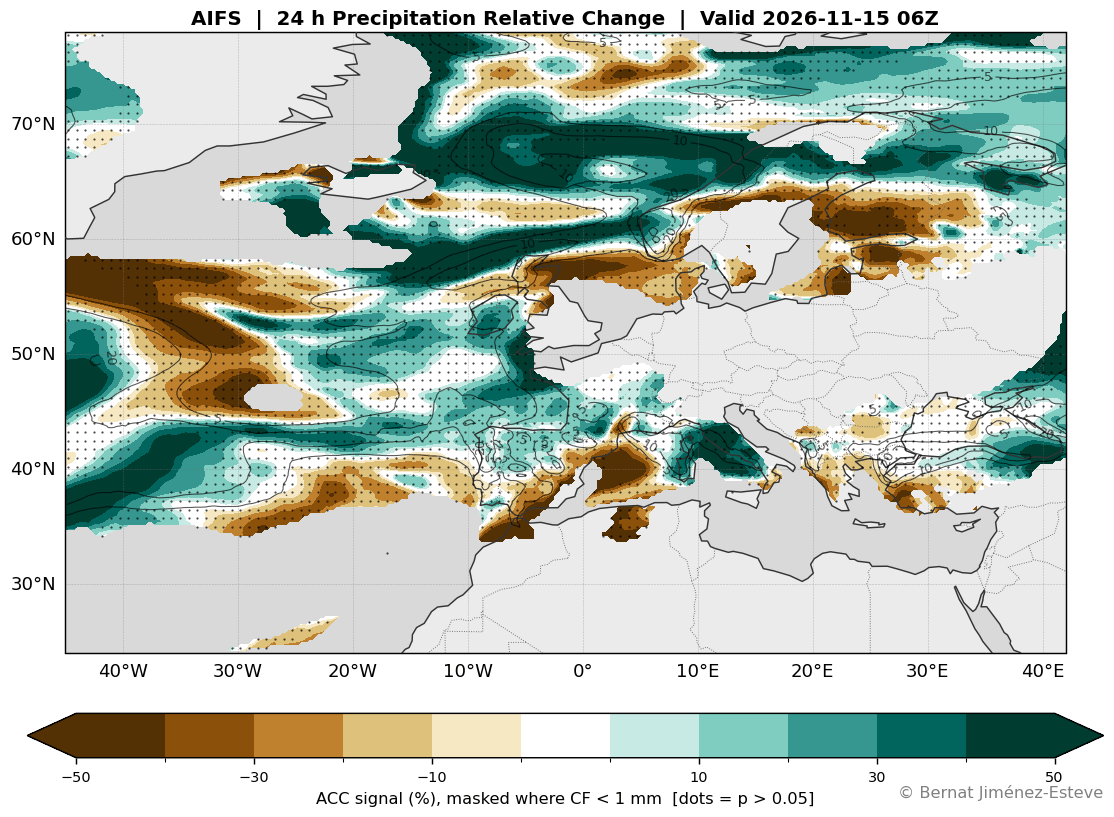 AIFS | 24 h Precipitation Relative Change | Valid 2026-11-15 06Z
70°N
60°N
50°N
40°N
30°N
40°W
30°W
20°W
10°W
0°
10°E
20°E
30°E
40°E
−50
−30
−10
10
30
50
ACC signal (%), masked where CF < 1 mm [dots = p > 0.05]
© Bernat Jiménez-Esteve